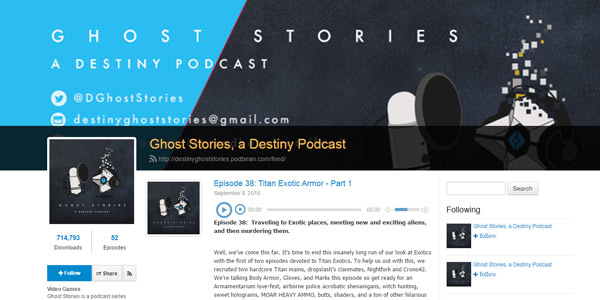 GHOST STORIES
A DESTINY PODCAST
@DGhostStories
destinyghoststories@gmail.com
Ghost Stories, a Destiny Podcast
http://destinyghoststories.podbean.com/feed/
GHOST STORIES
A DESTINY PODCAST
714,793
Downloads
52
Episodes
+ Follow
Share
Video Games
Ghost Stories is a podcast series
Episode 38: Titan Exotic Armor - Part 1
September 8, 2016
00:00
00:00
Episode 38: Traveling to Exotic places, meeting new and exciting aliens,
and then murdering them.
Well, we've come this far. It's time to end this insanely long run of our look at Exotics
with the first of two episodes devoted to Titan Exotics. To help us out with this, we
recruited two hardcore Titan mains, dropslash's clanmates, Nightfork and Crono42.
We're talking Body Armor, Gloves, and Marks this episode so get ready for an
Armamentarium love-fest, airborne police acrobatic shenanigans, witch hunting,
sweet holograms, MOAR HEAVY AMMO, butts, shaders, and a ton of other hilarious
Search
Following
Ghost Stories, a Destiny Podcast
+ follow
Ghost Stories, a Destiny Podcast
+ follow